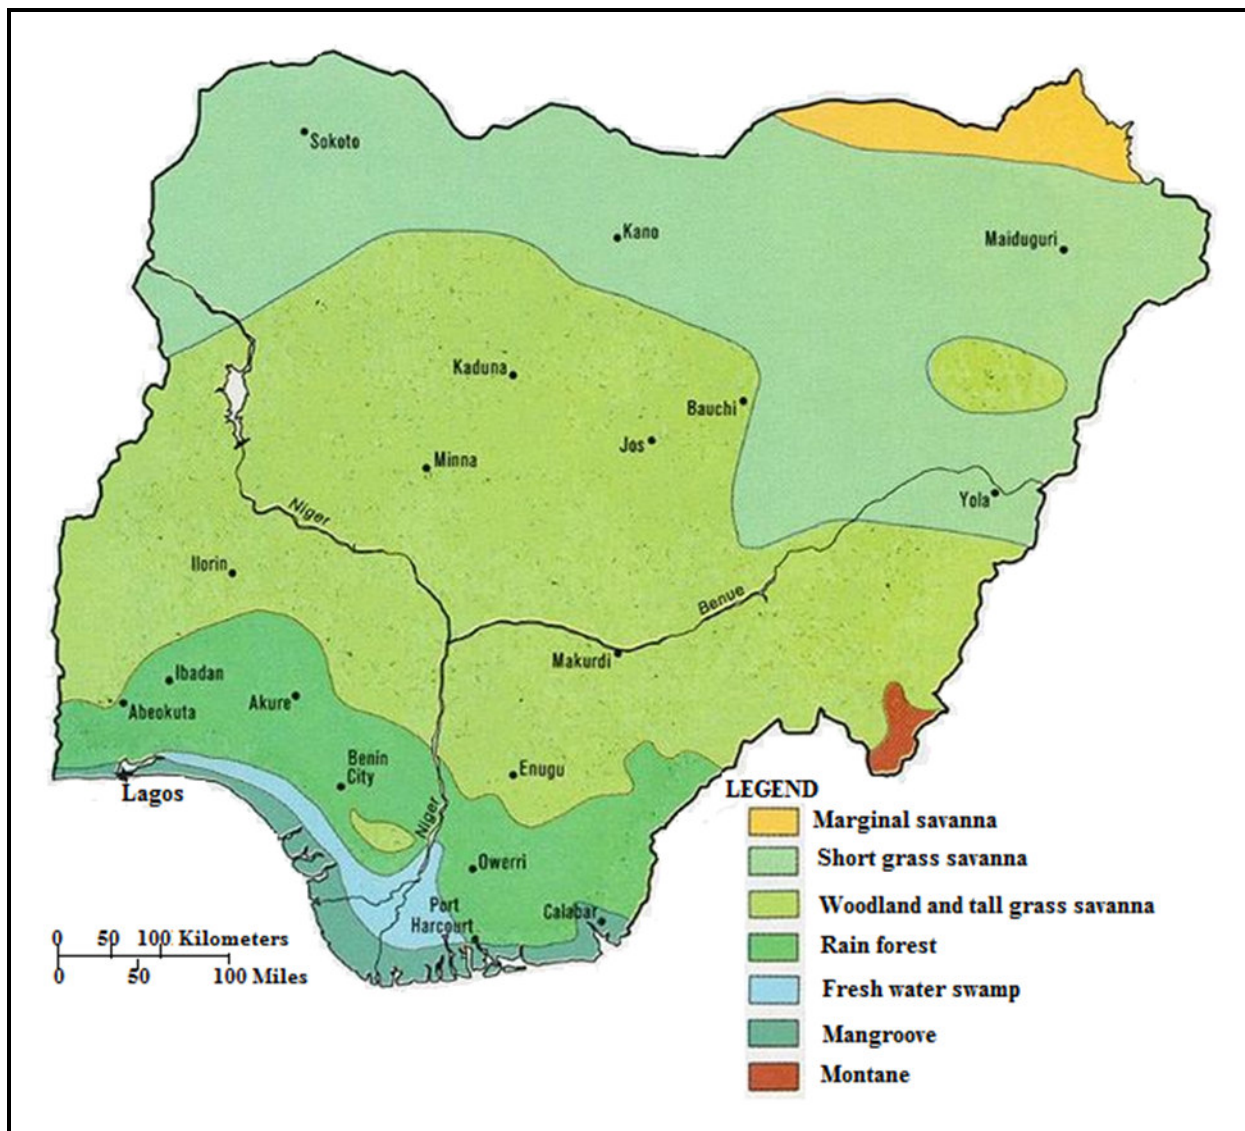 Sokoto
Kano
Maiduguri
Kaduna
Bauchi
Jos
Minna
Yola
Niger
Ilorin
Benue
Makurdi
Ibadan
Akure
Abeokuta
Benin
City
Enugu
Lagos
Niger
Owerri
Port
Harcourt
Calabar
LEGEND
Marginal savanna
Short grass savanna
Woodland and tall grass savanna
Rain forest
Fresh water swamp
Mangroove
Montane
0 50 100 Kilometers
0 50 100 Miles